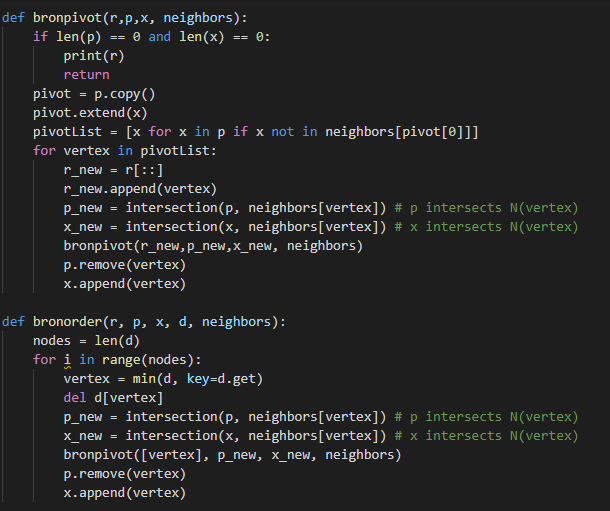 def bronpivot(r,p,x, neighbors):
    if len(p) == 0 and len(x) == 0:
        print(r)
        return
    pivot = p.copy()
    pivot.extend(x)
    pivotList = [x for x in p if x not in neighbors[pivot[0]]]
    for vertex in pivotList:
        r_new = r[::]
        r_new.append(vertex)
        p_new = intersection(p, neighbors[vertex]) # p intersects N(vertex)
        x_new = intersection(x, neighbors[vertex]) # x intersects N(vertex)
        bronpivot(r_new,p_new,x_new, neighbors)
        p.remove(vertex)
        x.append(vertex)

def bronorder(r, p, x, d, neighbors):
    nodes = len(d)
    for i in range(nodes):
        vertex = min(d, key=d.get)
        del d[vertex]
        p_new = intersection(p, neighbors[vertex]) # p intersects N(vertex)
        x_new = intersection(x, neighbors[vertex]) # x intersects N(vertex)
        bronpivot([vertex], p_new, x_new, neighbors)
        p.remove(vertex)
        x.append(vertex)